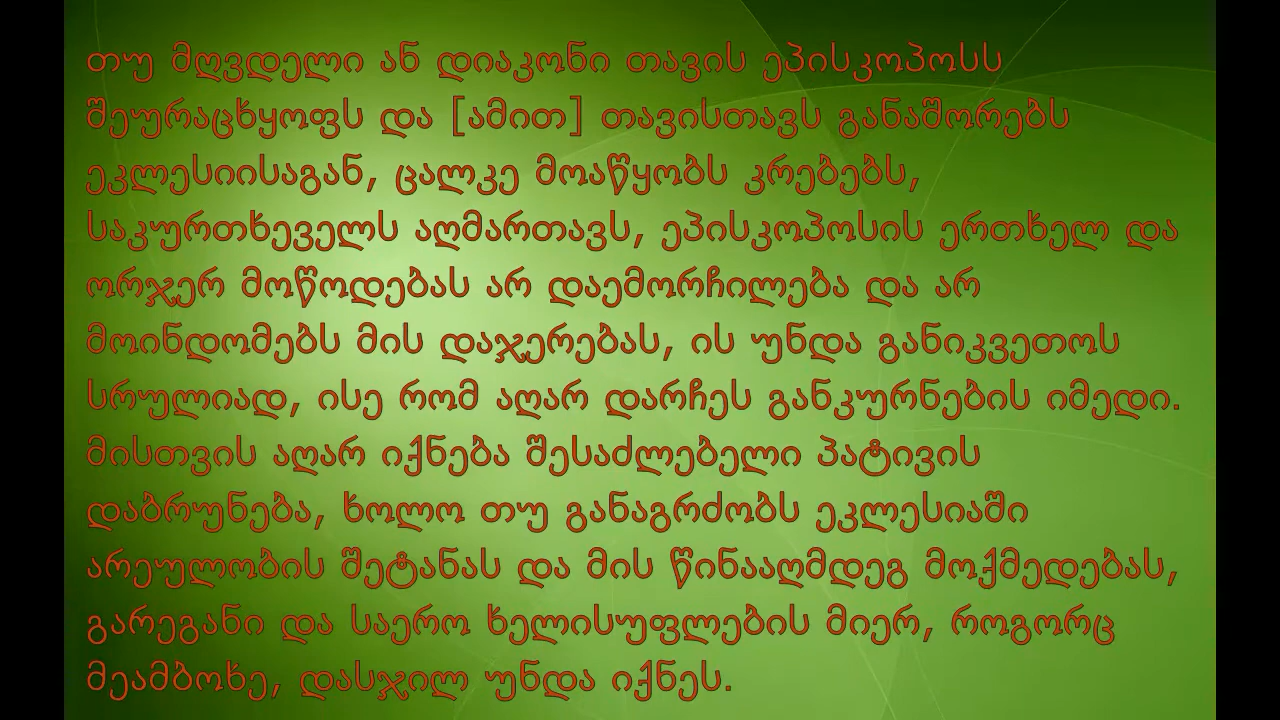 თუ მღვდელი ან დიაკონი თავის ეპისკოპოსს
შეურაცხყოფს და [ამით] თავისთავს განაშორებს
ეკლესიისაგან, ცალკე მოაწყობს კრებებს,
საკურთხეველს აღმართავს, ეპისკოპოსის ერთხელ და
ორჯერ მოწოდებას არ დაემორჩილება და არ
მოინდომებს მის დაჯერებას, ის უნდა განიკვეთოს
სრულიად, ისე რომ აღარ დარჩეს განკურნების იმედი.
მისთვის აღარ იქნება შესაძლებელი პატივის
დაბრუნება, ხოლო თუ განაგრძობს ეკლესიაში
არეულობის შეტანას და მის წინააღმდეგ მოქმედებას,
გარეგანი და საერო ხელისუფლების მიერ, როგორც
მეამბოხე, დასჯილ უნდა იქნეს.